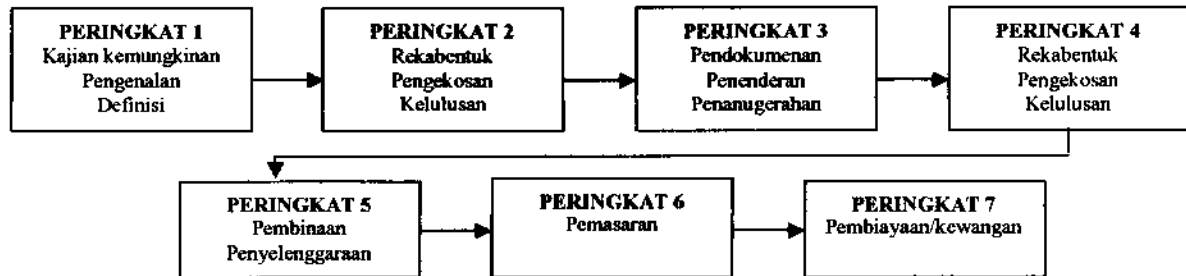 PERINGKAT 1
Kajian kemungkinan
Pengenalan
Definisi
PERINGKAT 2
Rekabentuk
Pengekosan
Kelulusan
PERINGKAT 3
Pendokumenan
Penenderan
Penanugerahan
PERINGKAT 4
Rekabentuk
Pengekosan
Kelulusan
PERINGKAT 5
Pembinaan
Penyelenggaraan
PERINGKAT 6
Pemasaran
PERINGKAT 7
Pembiayaan/kewangan